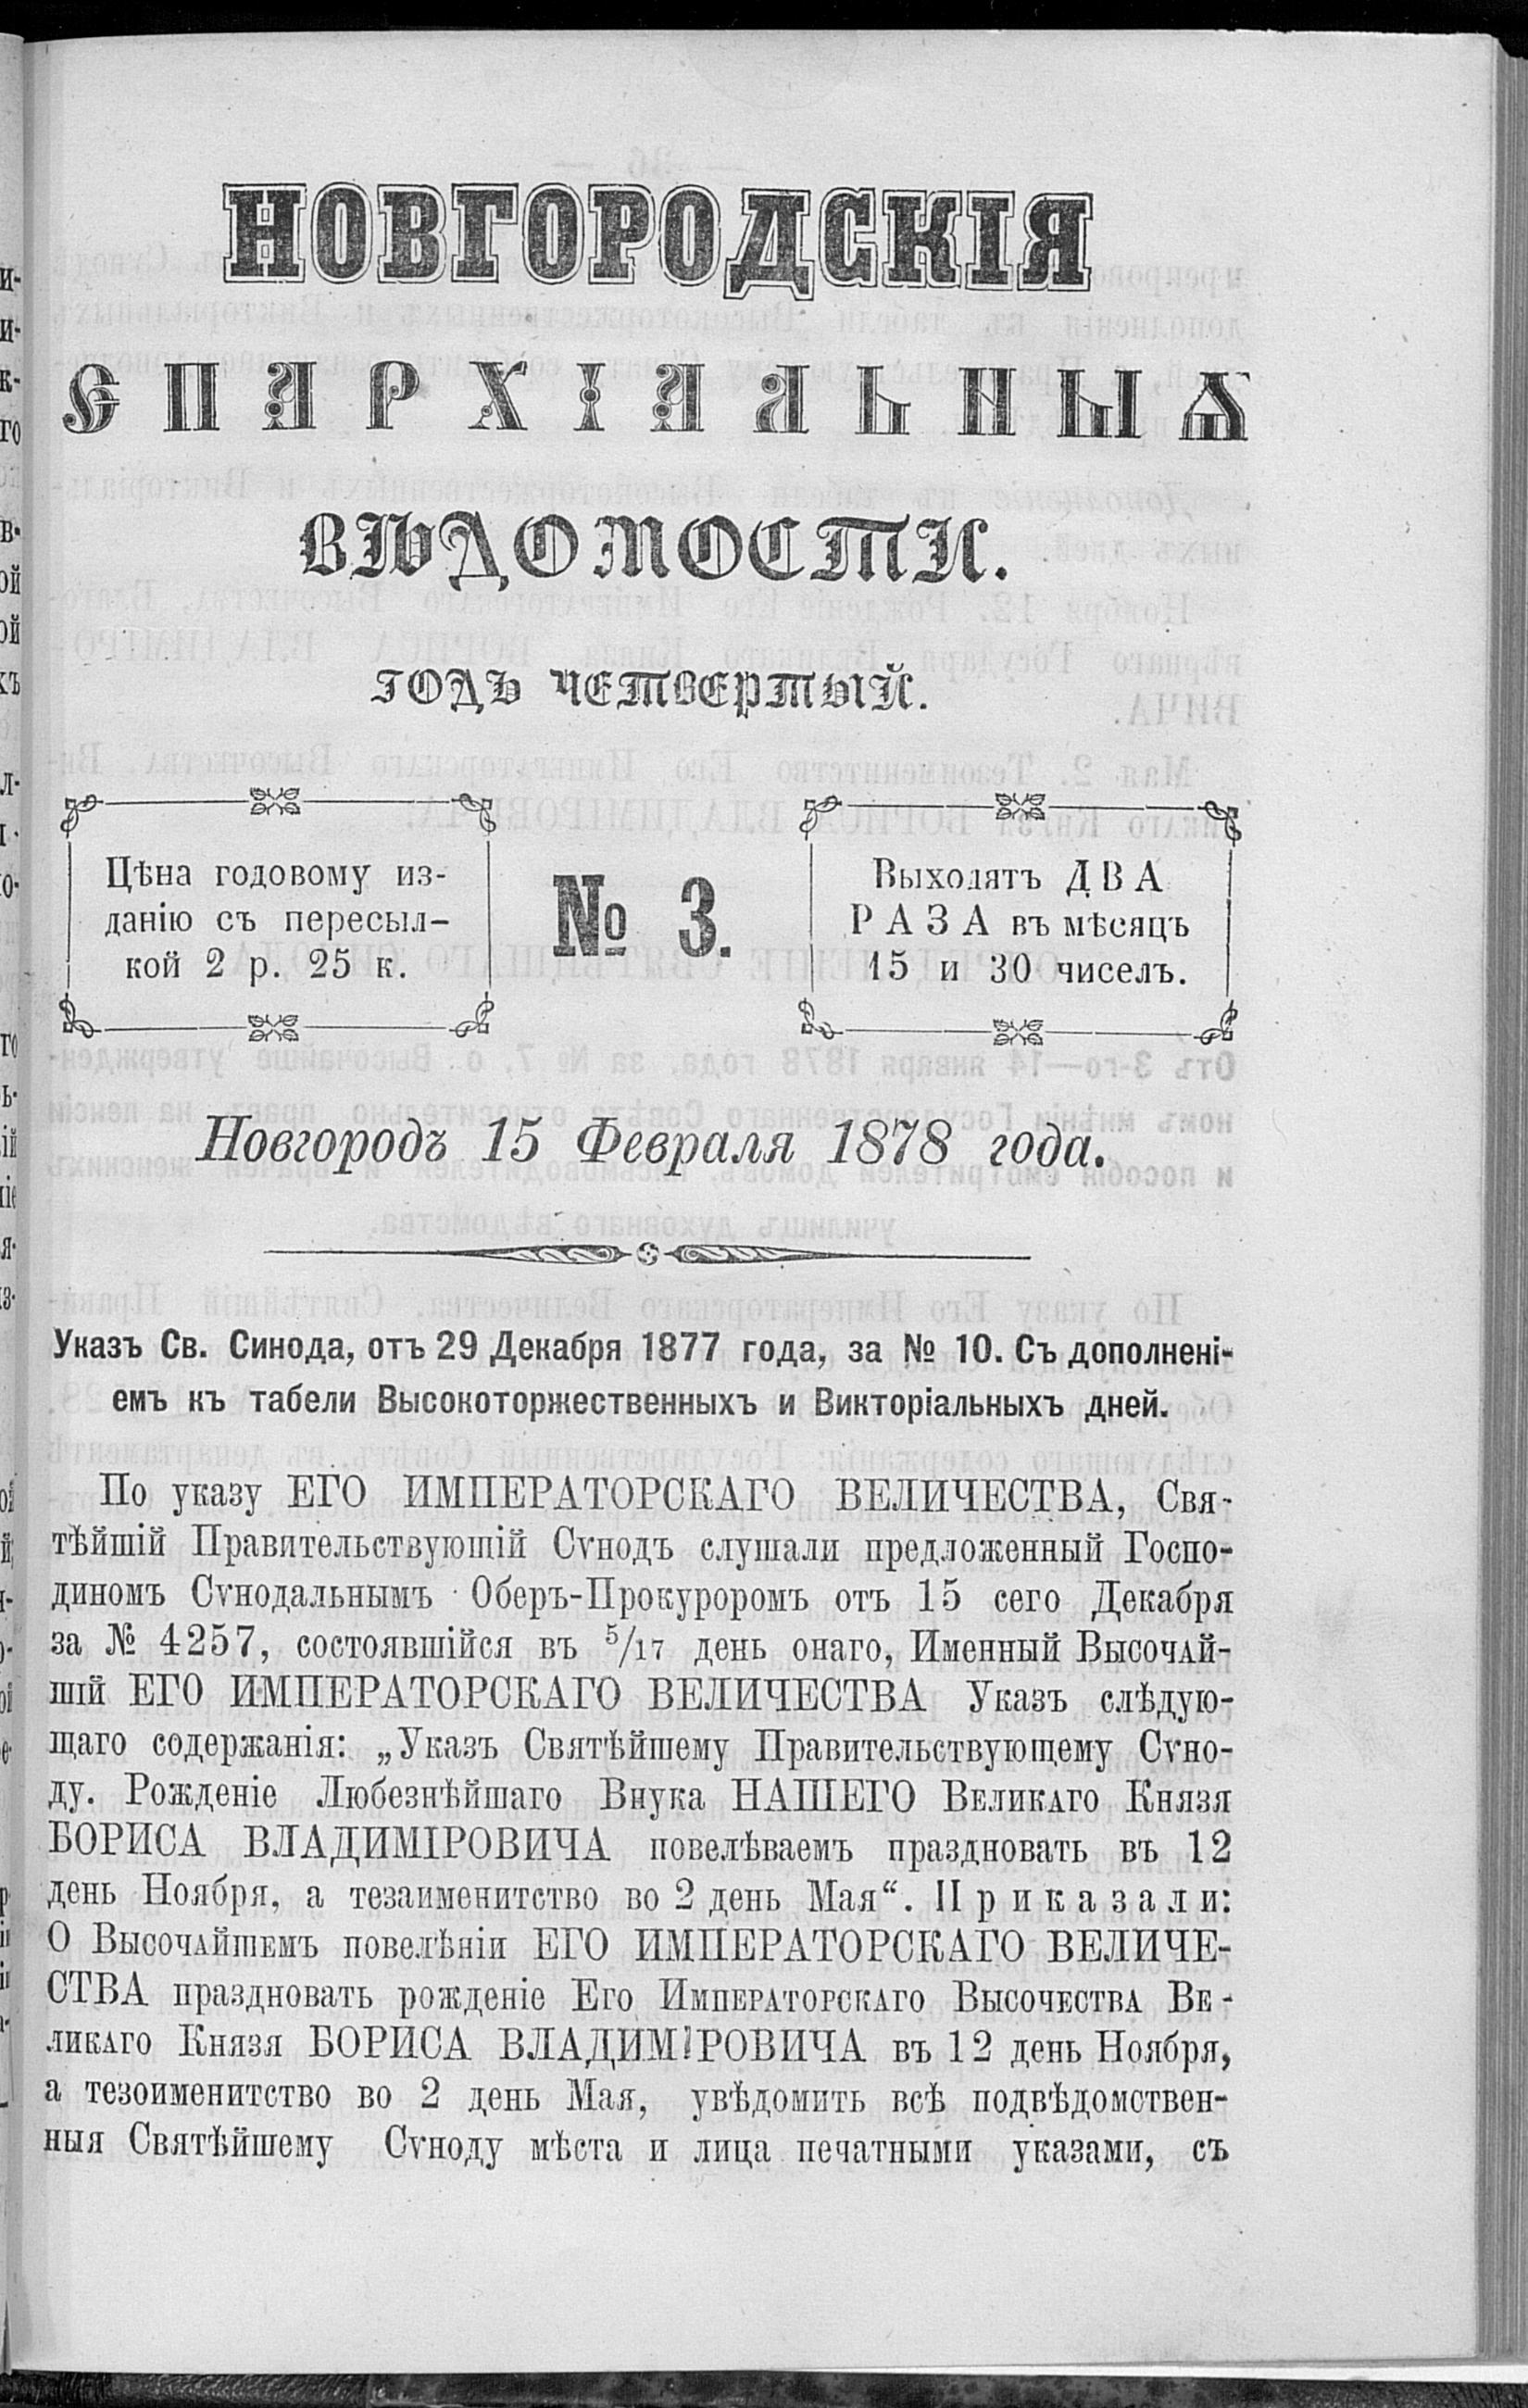 НОВГОРОДСКІЯ
ЕПАРХІАЛЬНЫѦ
ВѢДОМОСТИ.
ГОДЪ ЧЕТВЕРТЫЙ.
Цѣна годовому из-
данію съ пересыл-
кой 2 р. 25 к.
№ 3.
Выходятъ ДВА
РАЗА въ мѣсяцъ
15 и 30 чиселъ.
Новгородъ 15 Февраля 1878 года.
Указъ Св. Синода, отъ 29 Декабря 1877 года, за № 10. Съ дополнені-
емъ къ табели Высокоторжественныхъ и Викторіальныхъ дней.
По указу ЕГО ИМПЕРАТОРСКАГО ВЕЛИЧЕСТВА, Свя-
тѣйшій Правительствующій Сѵнодъ слушали предложенный Госпо-
диномъ Сѵнодальнымъ Оберъ-Прокуроромъ отъ 15 сего Декабря
за № 4257, состоявшійся въ 5/17 день онаго, Именный Высочай-
шій ЕГО ИМПЕРАТОРСКАГО ВЕЛИЧЕСТВА Указъ слѣдую-
щаго содержанія: „Указъ Святѣйшему Правительствующему Сѵно-
ду. Рожденіе Любезнѣйшаго Внука НАШЕГО Великаго Князя
БОРИСА ВЛАДИМІРОВИЧА повелѣваемъ праздновать въ 12
день Ноября, а тезаименитство во 2 день Мая“. Приказали:
О Высочайшемъ повелѣніи ЕГО ИМПЕРАТОРСКАГО ВЕЛИЧЕ-
СТВА праздновать рожденіе Его Императорскаго Высочества Ве-
ликаго Князя БОРИСА ВЛАДИМІРОВИЧА въ 12 день Ноября,
а тезоименитство во 2 день Мая, увѣдомить всѣ подвѣдомствен-
ныя Святѣйшему Сѵноду мѣста и лица печатными указами, съ